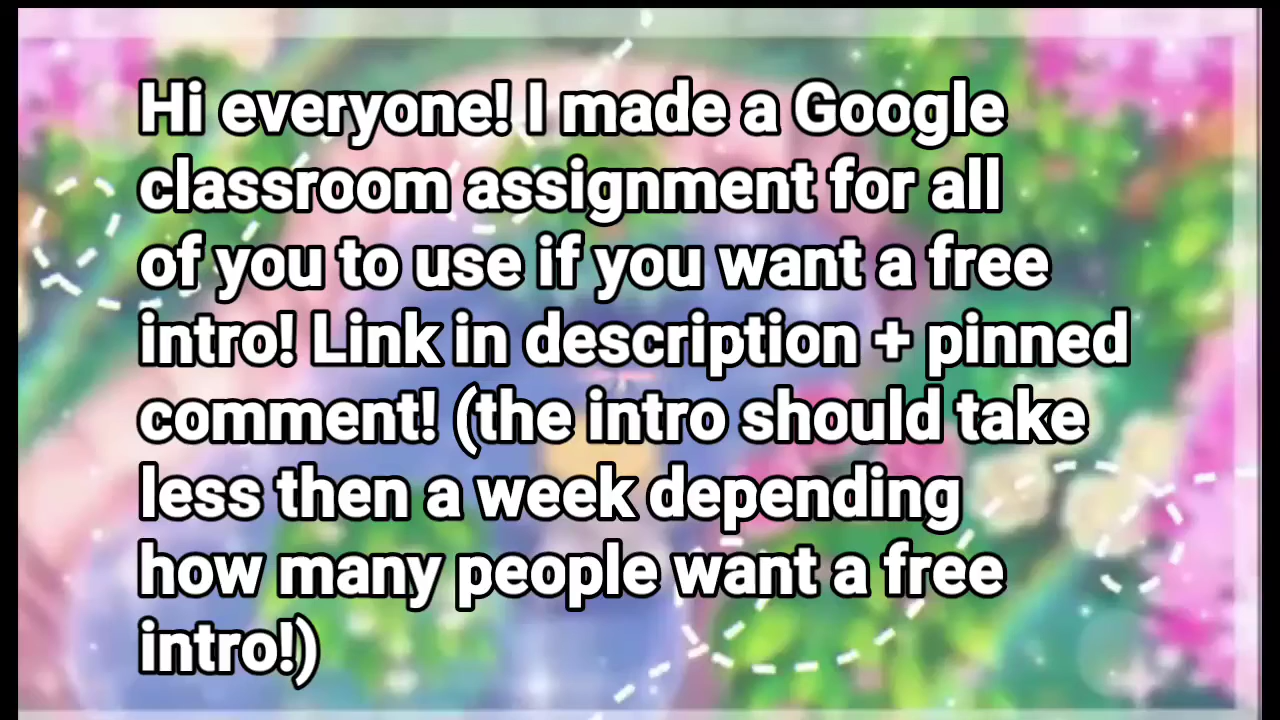 Hi everyone! I made a Google
classroom assignment for all
of you to use if you want a free
intro! Link in description + pinned
comment! (the intro should take
less then a week depending
how many people want a free
intro!)